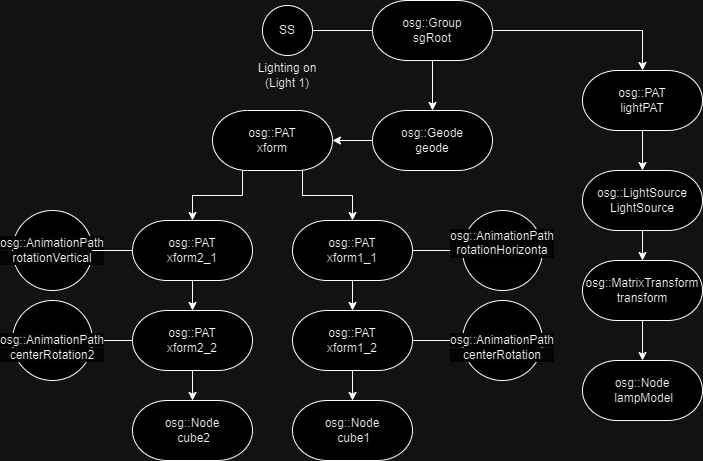 SS
Lighting on
(Light 1)
osg::Group
sgRoot
osg::PAT
lightPAT
osg::PAT
xform
osg::Geode
geode
osg::LightSource
LightSource
osg::AnimationPath
rotationVertical
osg::PAT
xform2_1
osg::PAT
xform1_1
osg::AnimationPath
rotationHorizonta
osg::MatrixTransform
transform
osg::AnimationPath
centerRotation2
osg::PAT
xform2_2
osg::PAT
xform1_2
osg::AnimationPath
centerRotation
osg::Node
lampModel
osg::Node
cube2
osg::Node
cube1